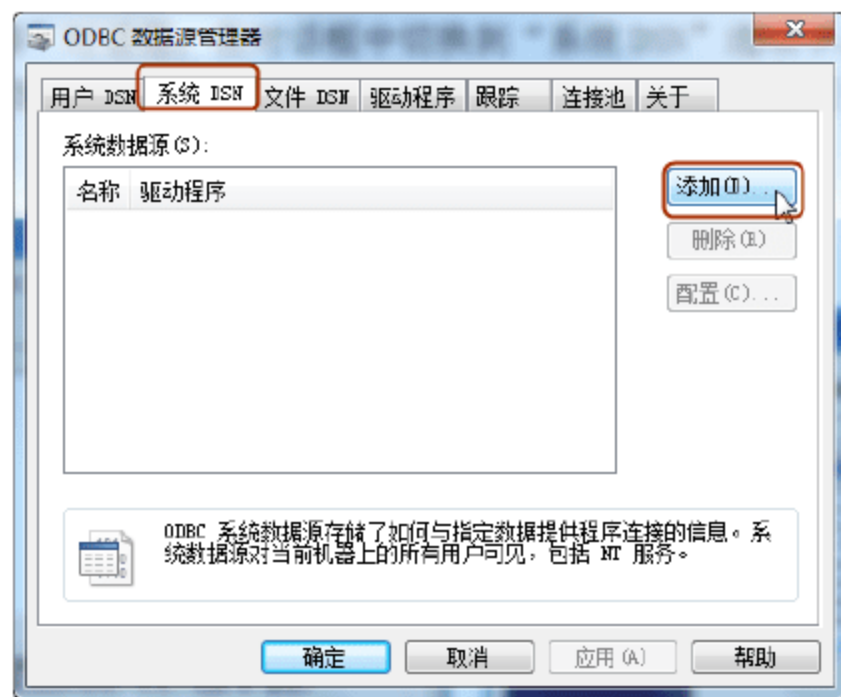 ODBC 数据源管理器
用户 DSN 系统 DSN 文件 DSN 驱动程序 跟踪 连接池 关于
系统数据源(S):
名称 驱动程序
添加(D)...
删除(R)
配置(C)...
ODBC 系统数据源存储了如何与指定数据提供程序连接的信息。系
统数据源对当前机器上的所有用户可见，包括 NT 服务。
确定 取消 应用(A) 帮助